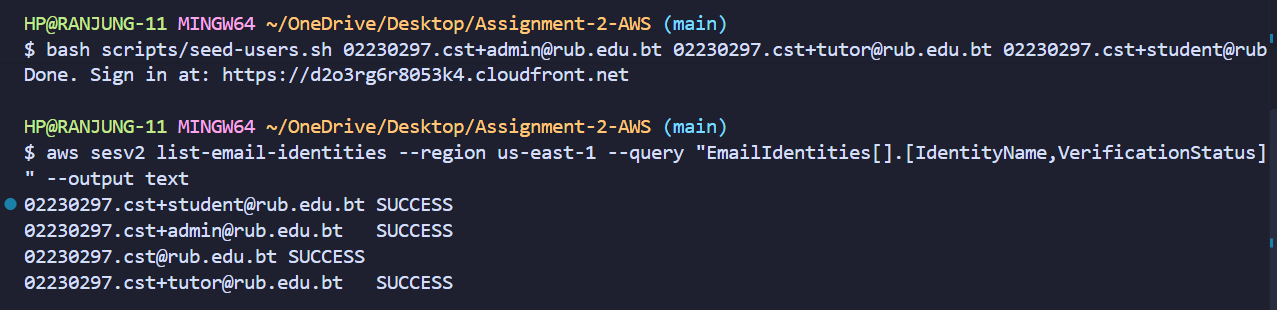 HP@RANJUNG-11 MINGW64 ~/OneDrive/Desktop/Assignment-2-AWS (main)
$ bash scripts/seed-users.sh 02230297.cst+admin@rub.edu.bt 02230297.cst+tutor@rub.edu.bt 02230297.cst+student@rub
Done. Sign in at: https://d2o3rg6r8053k4.cloudfront.net
HP@RANJUNG-11 MINGW64 ~/OneDrive/Desktop/Assignment-2-AWS (main)
$ aws sesv2 list-email-identities --region us-east-1 --query "EmailIdentities[].[IdentityName,VerificationStatus]
" --output text
02230297.cst+student@rub.edu.bt SUCCESS
02230297.cst+admin@rub.edu.bt   SUCCESS
02230297.cst@rub.edu.bt SUCCESS
02230297.cst+tutor@rub.edu.bt   SUCCESS